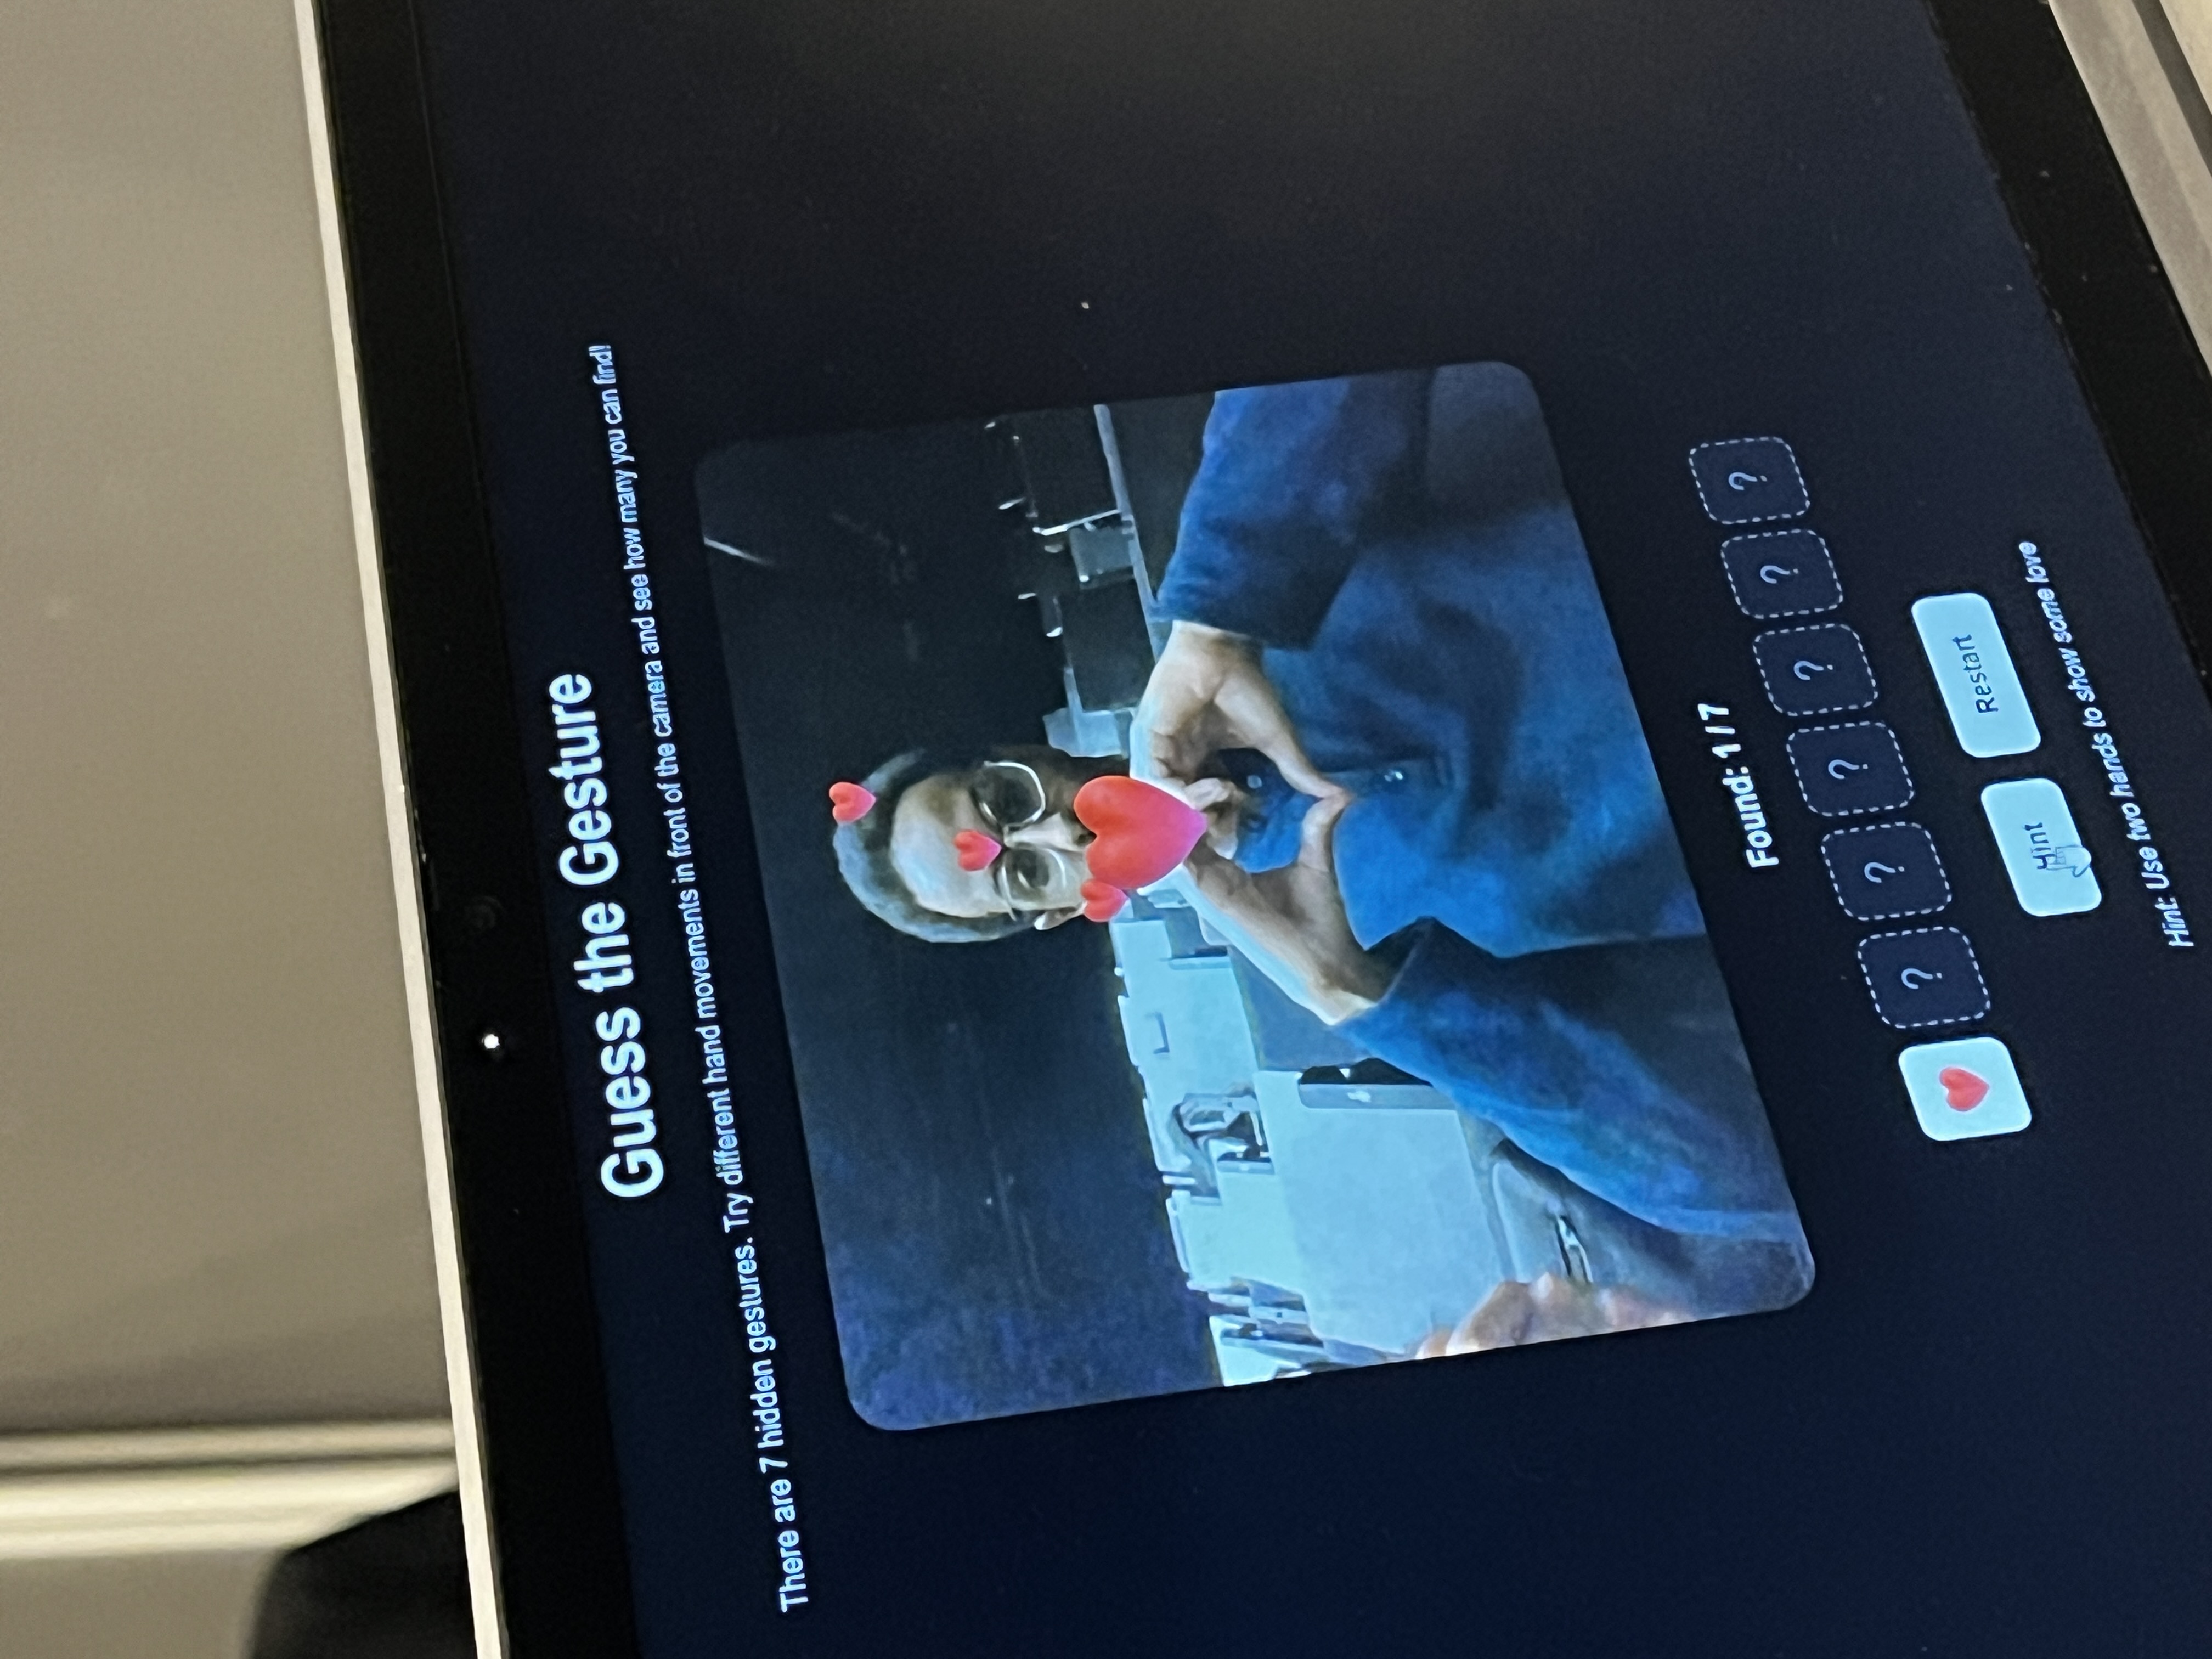 Guess the Gesture
There are 7 hidden gestures. Try different hand movements in front of the camera and see how many you can find!
Found: 1 / 7
? ? ? ? ? ?
Hint
Restart
Hint: Use two hands to show some love